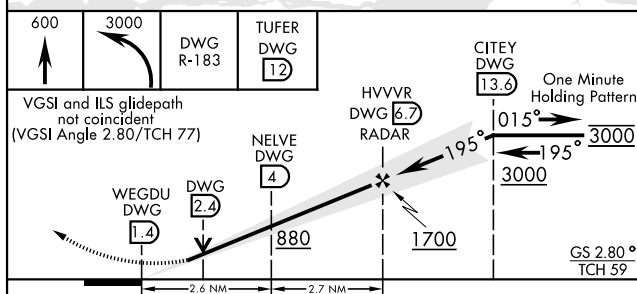 600
3000
DWG
R-183
TUFER
DWG
12
VGSI and ILS glidepath
not coincident
(VGSI Angle 2.80/TCH 77)
CITEY
DWG
13.6
One Minute
Holding Pattern
HVVVR
DWG 6.7
RADAR
015°
3000
195°
195°
3000
NELVE
DWG
4
WEGDU
DWG
1.4
DWG
2.4
880
1700
GS 2.80°
TCH 59
2.6 NM
2.7 NM